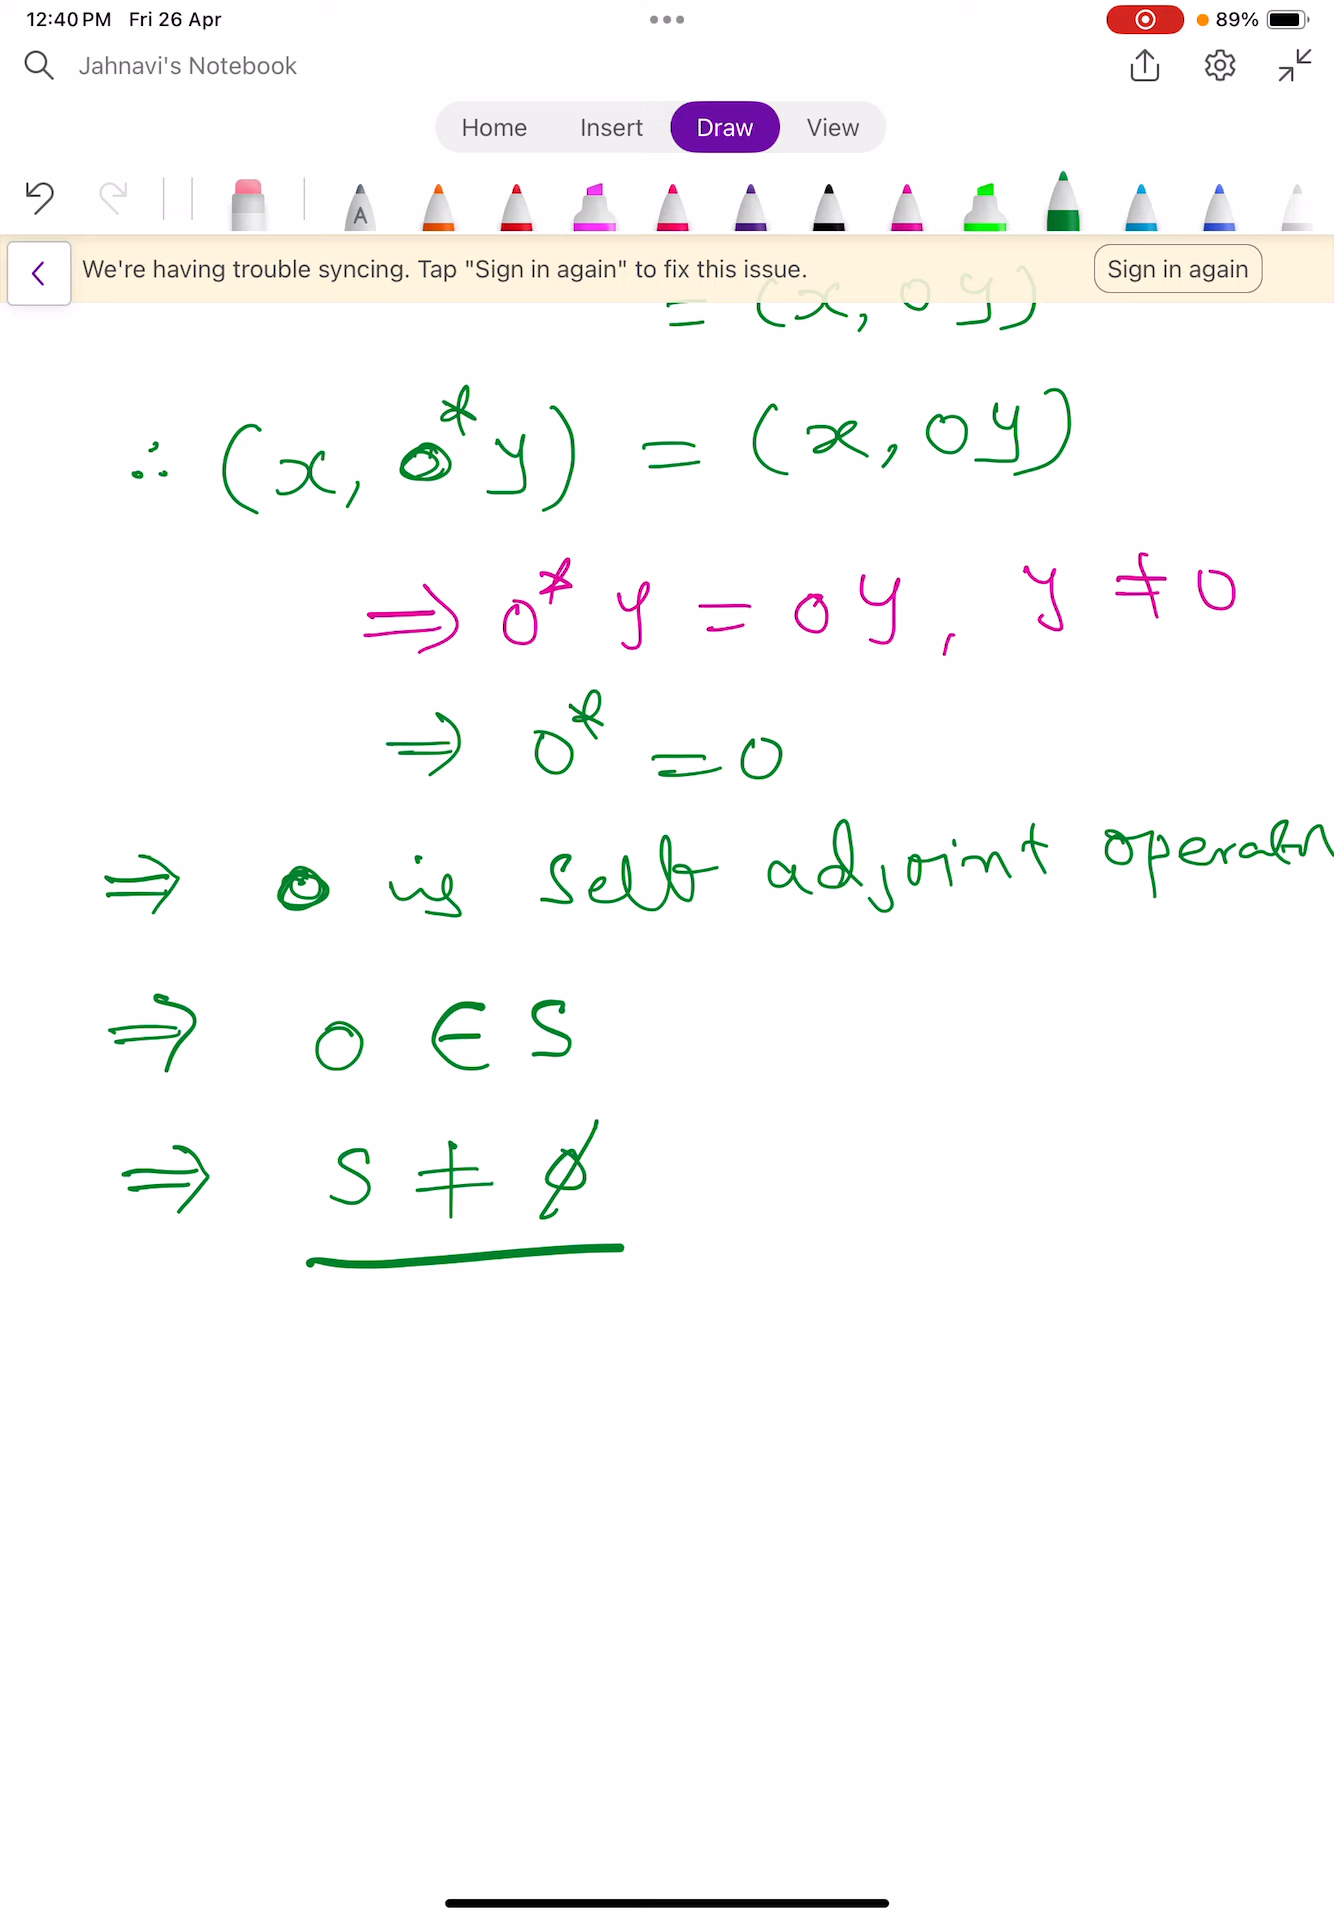 12:40 PM Fri 26 Apr 89%
Jahnavi's Notebook
Home Insert Draw View
A
We're having trouble syncing. Tap "Sign in again" to fix this issue. Sign in again
= (x, 0y)
∴ (x, 0* y) = (x, 0y)
⇒ 0* y = 0y, y ≠ 0
⇒ 0* = 0
⇒ 0 is self adjoint operator
⇒ 0 ∈ S
⇒ S ≠ ∅